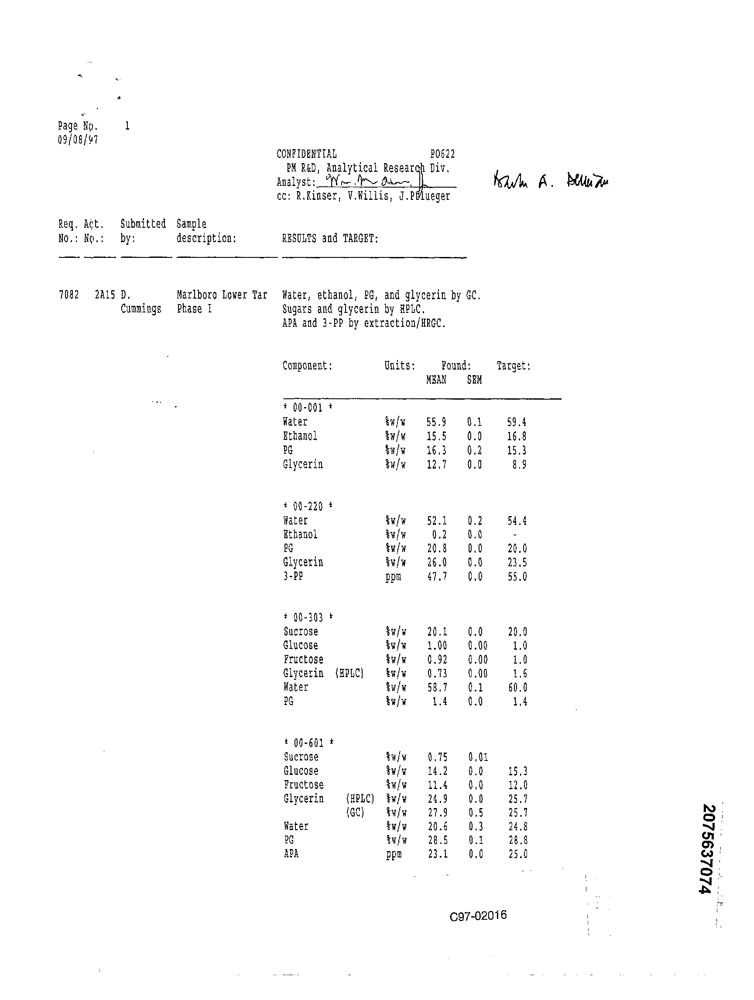 Page No. 1
09/08/97
CONFIDENTIAL P0622
PM R&D, Analytical Research Div.
Analyst:
cc: R.Kinser, V.Willis, J.Pflueger
Req. Act. Submitted Sample
No.: No.: by: description: RESULTS and TARGET:
7082 2A15 D. Marlboro Lower Tar Water, ethanol, PG, and glycerin by GC.
Cummings Phase I Sugars and glycerin by HPLC.
APA and 3-PP by extraction/HRGC.
Component: Units: Found: Target:
MEAN SEM
* 00-001 *
Water %w/w 55.9 0.1 59.4
Ethanol %w/w 15.5 0.0 16.8
PG %w/w 16.3 0.2 15.3
Glycerin %w/w 12.7 0.0 8.9
* 00-220 *
Water %w/w 52.1 0.2 54.4
Ethanol %w/w 0.2 0.0 -
PG %w/w 20.8 0.0 20.0
Glycerin %w/w 26.0 0.0 23.5
3-PP ppm 47.7 0.0 55.0
* 00-303 *
Sucrose %w/w 20.1 0.0 20.0
Glucose %w/w 1.00 0.00 1.0
Fructose %w/w 0.92 0.00 1.0
Glycerin (HPLC) %w/w 0.73 0.00 1.6
Water %w/w 58.7 0.1 60.0
PG %w/w 1.4 0.0 1.4
* 00-601 *
Sucrose %w/w 0.75 0.01
Glucose %w/w 14.2 0.0 15.3
Fructose %w/w 11.4 0.0 12.0
Glycerin (HPLC) %w/w 24.9 0.0 25.7
(GC) %w/w 27.9 0.5 25.7
Water %w/w 20.6 0.3 24.8
PG %w/w 28.5 0.1 28.8
APA ppm 23.1 0.0 25.0
2075637074
C97-02016